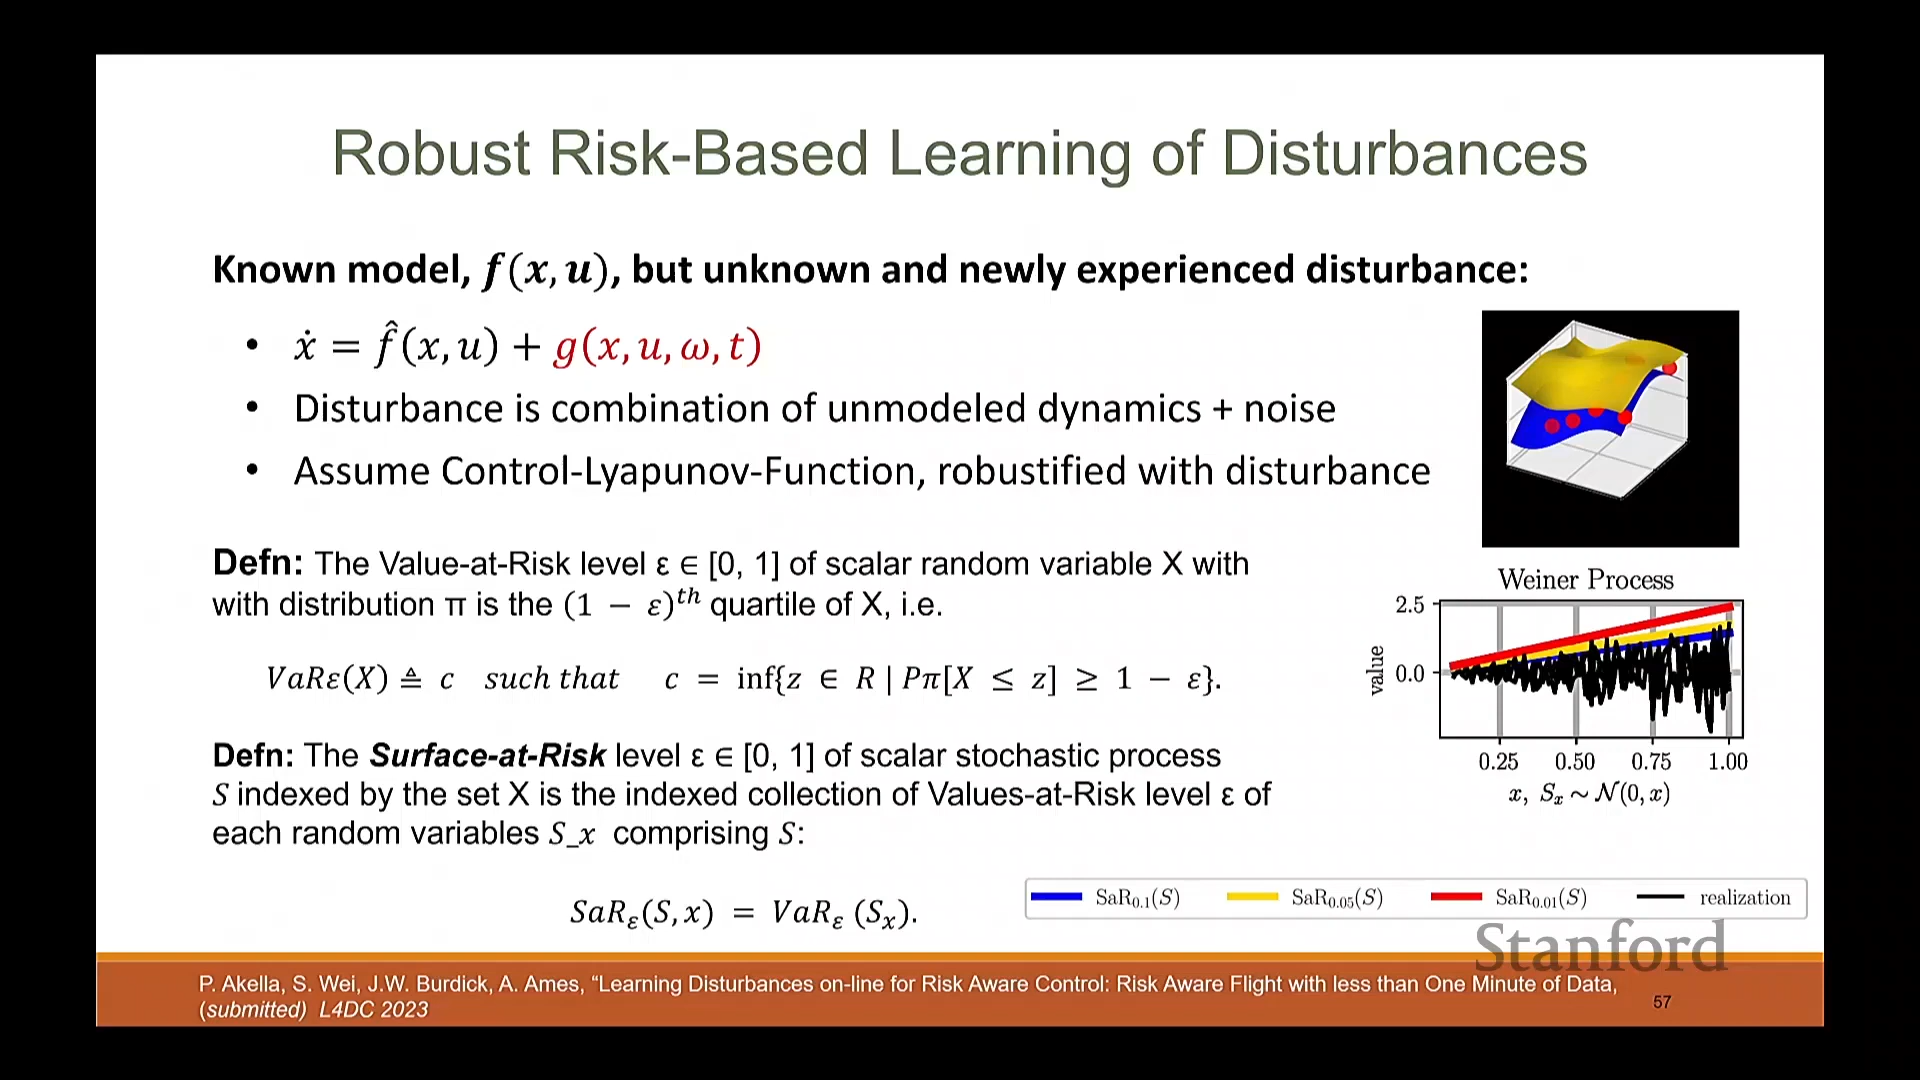 Robust Risk-Based Learning of Disturbances
Known model, f(x, u), but unknown and newly experienced disturbance:
• ẋ = f̂(x, u) + g(x, u, ω, t)
• Disturbance is combination of unmodeled dynamics + noise
• Assume Control-Lyapunov-Function, robustified with disturbance
Defn: The Value-at-Risk level ε ∈ [0, 1] of scalar random variable X with
with distribution π is the (1 − ε)^th quartile of X, i.e.
VaRε(X) ≜ c such that c = inf{z ∈ R | Pπ[X ≤ z] ≥ 1 − ε}.
Defn: The Surface-at-Risk level ε ∈ [0, 1] of scalar stochastic process
S indexed by the set X is the indexed collection of Values-at-Risk level ε of
each random variables S_x comprising S:
SaR_ε(S, x) = VaR_ε (S_x).
Weiner Process
2.5
0.0
value
0.25 0.50 0.75 1.00
x, S_x ~ 𝒩(0, x)
SaR_0.1(S) SaR_0.05(S) SaR_0.01(S) realization
Stanford
P. Akella, S. Wei, J.W. Burdick, A. Ames, “Learning Disturbances on-line for Risk Aware Control: Risk Aware Flight with less than One Minute of Data,
(submitted) L4DC 2023
57